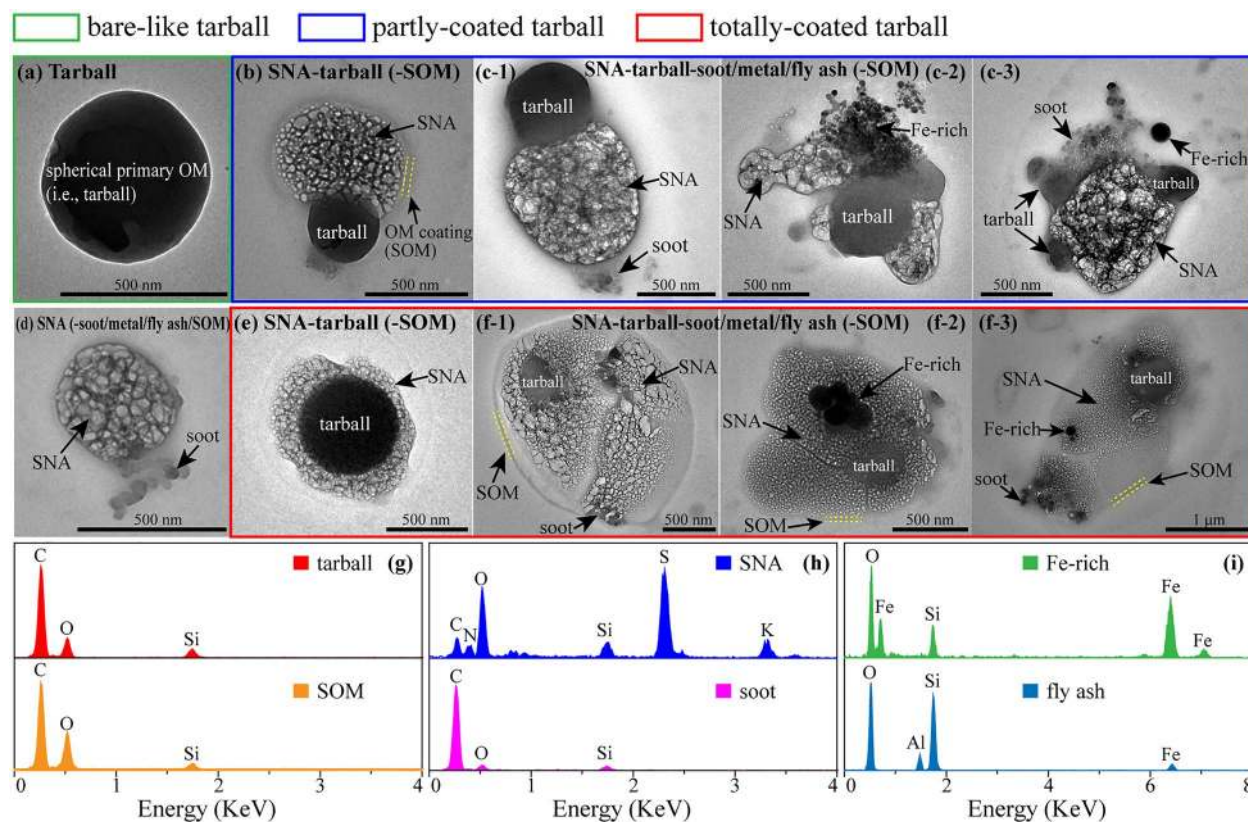 bare-like tarball partly-coated tarball totally-coated tarball
(a) Tarball
spherical primary OM
(i.e., tarball)
500 nm
(b) SNA-tarball (-SOM)
SNA
tarball
OM coating
(SOM)
500 nm
SNA-tarball-soot/metal/fly ash (-SOM)
(c-1)
tarball
SNA
soot
500 nm
(c-2)
Fe-rich
SNA
tarball
500 nm
(c-3)
soot
Fe-rich
tarball
tarball
SNA
500 nm
(d) SNA (-soot/metal/fly ash/SOM)
SNA
soot
500 nm
(e) SNA-tarball (-SOM)
SNA
tarball
500 nm
SNA-tarball-soot/metal/fly ash (-SOM)
(f-1)
tarball
SNA
SOM
soot
500 nm
(f-2)
Fe-rich
SNA
tarball
SOM
500 nm
(f-3)
SNA
tarball
Fe-rich
soot
SOM
1 µm
C
tarball (g)
O
Si
C
SOM
O
Si
0 1 2 3 4
Energy (KeV)
S
SNA (h)
O
C
N
Si
K
C
soot
O
Si
0 1 2 3 4
Energy (KeV)
O
Fe-rich (i)
Fe
Si
Fe
Fe
O
Si
fly ash
Al
Fe
0 2 4 6 8
Energy (KeV)